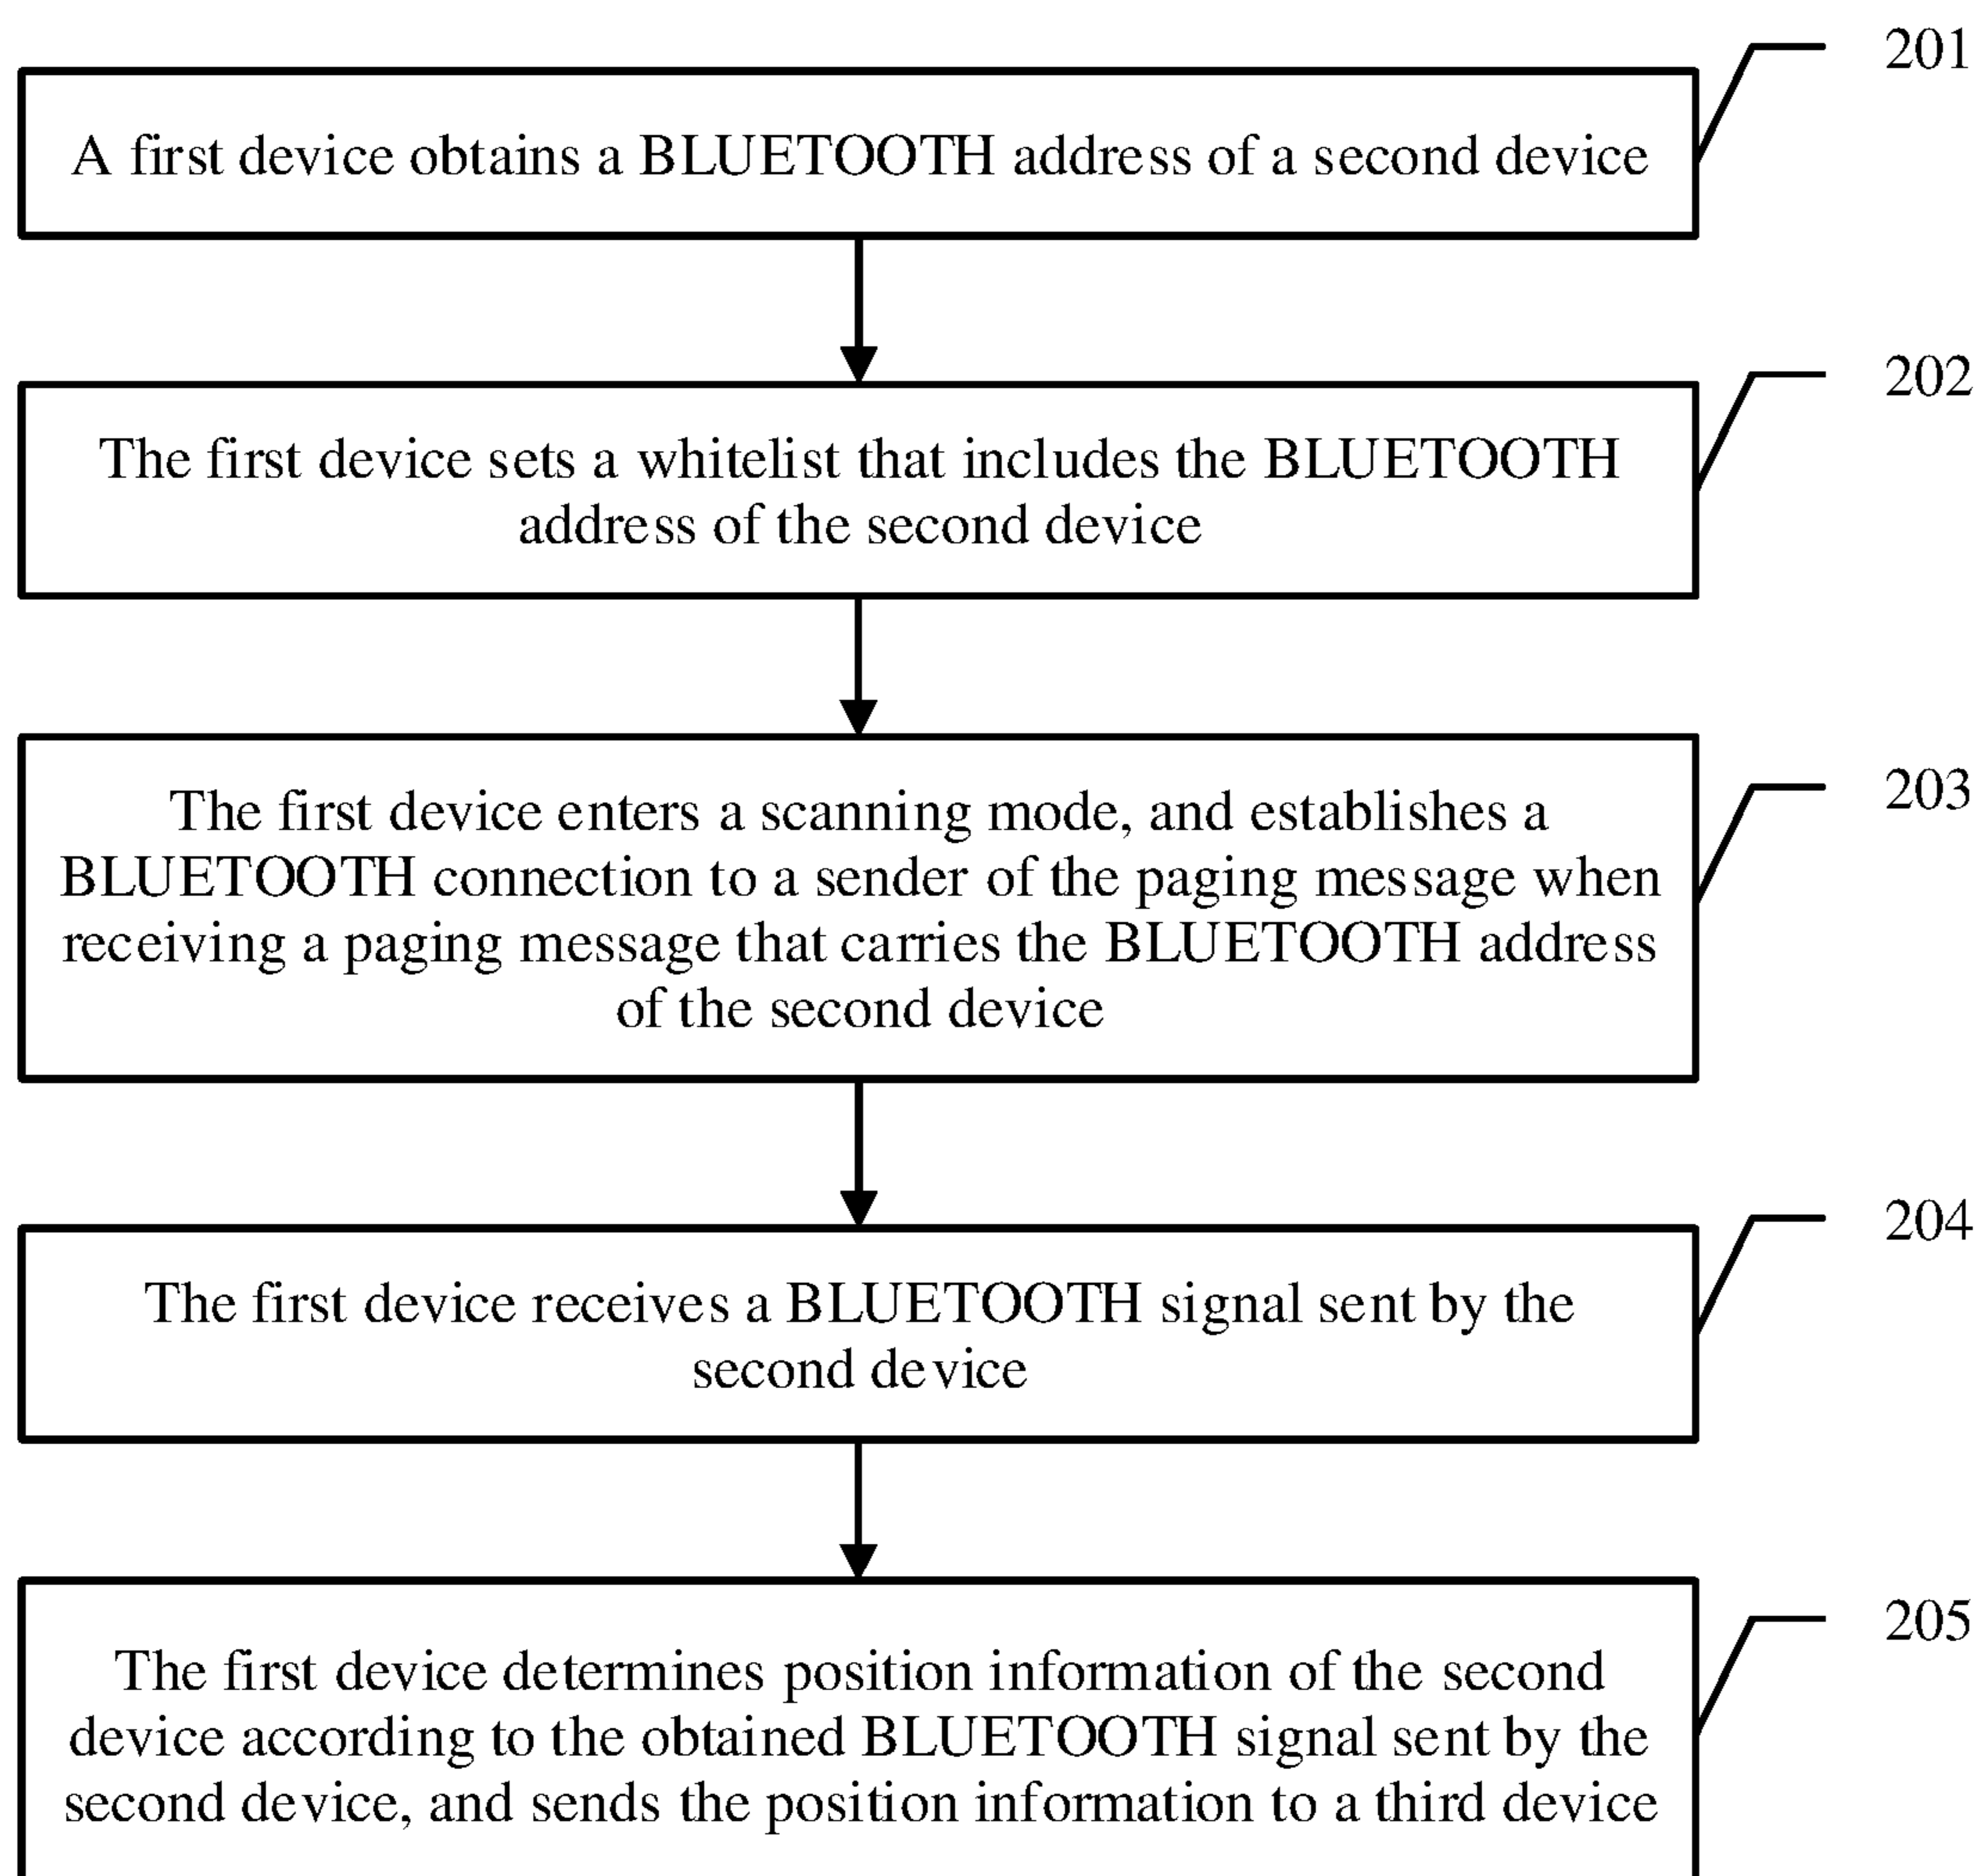 201
A first device obtains a BLUETOOTH address of a second device
202
The first device sets a whitelist that includes the BLUETOOTH
address of the second device
203
The first device enters a scanning mode, and establishes a
BLUETOOTH connection to a sender of the paging message when
receiving a paging message that carries the BLUETOOTH address
of the second device
204
The first device receives a BLUETOOTH signal sent by the
second device
205
The first device determines position information of the second
device according to the obtained BLUETOOTH signal sent by the
second device, and sends the position information to a third device